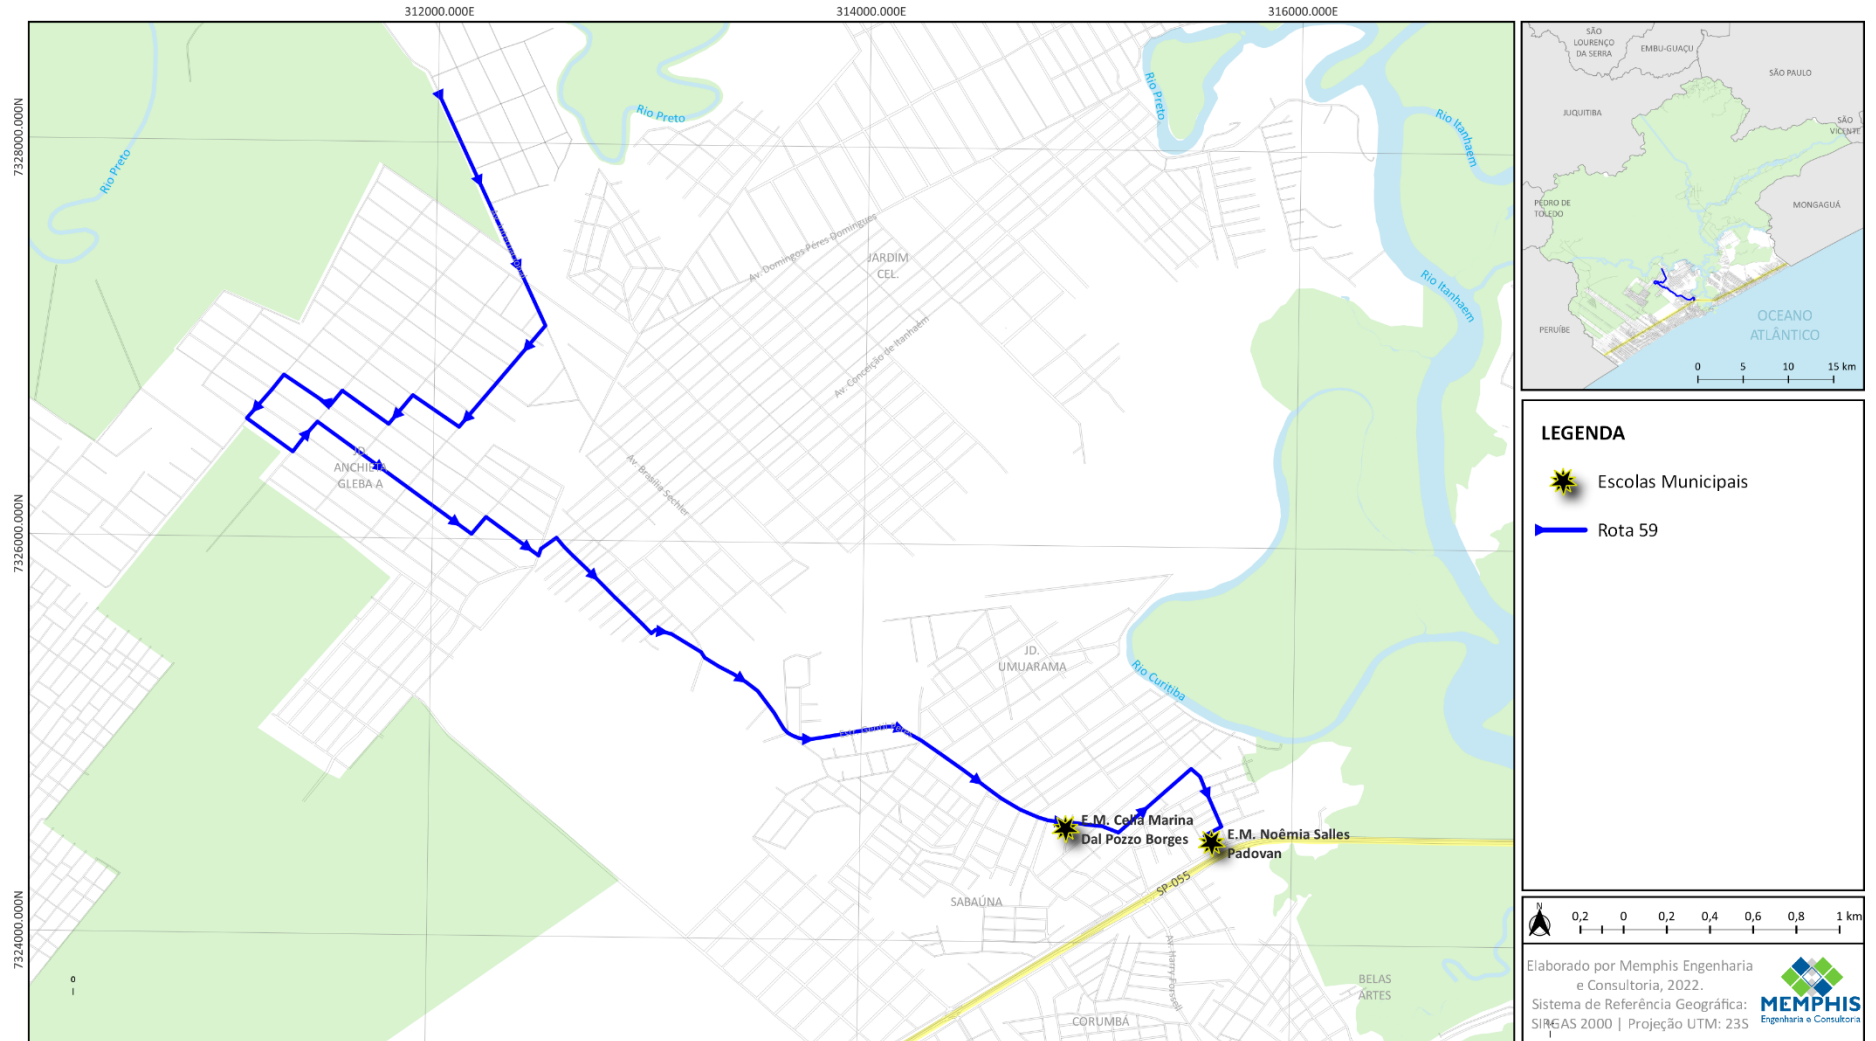 312000.000E
314000.000E
316000.000E
7328000.000N
7326000.000N
7324000.000N
Rio Preto
Rio Preto
Rio Preto
Rio Itanhaem
Rio Itanhaem
Rio Curitiba
Av. Domingos Péres Domingues
JARDIM
CEL.
Av. Conceição de Itanhaém
Av. Brasília Sechler
JD.
ANCHIETA
GLEBA A
JD.
UMUARAMA
E.M. Celia Marina
Dal Pozzo Borges
E.M. Noêmia Salles
Padovan
SP-055
SABAÚNA
Av. Harry Forssell
BELAS
ARTES
CORUMBÁ
0
SÃO
LOURENÇO
DA SERRA
EMBU-GUAÇU
SÃO PAULO
JUQUITIBA
SÃO
VICENTE
PEDRO DE
TOLEDO
MONGAGUÁ
PERUÍBE
OCEANO
ATLÂNTICO
0 5 10 15 km
LEGENDA
Escolas Municipais
Rota 59
N
0,2 0 0,2 0,4 0,6 0,8 1 km
Elaborado por Memphis Engenharia
e Consultoria, 2022.
Sistema de Referência Geográfica:
SIRGAS 2000 | Projeção UTM: 23S
MEMPHIS
Engenharia e Consultoria